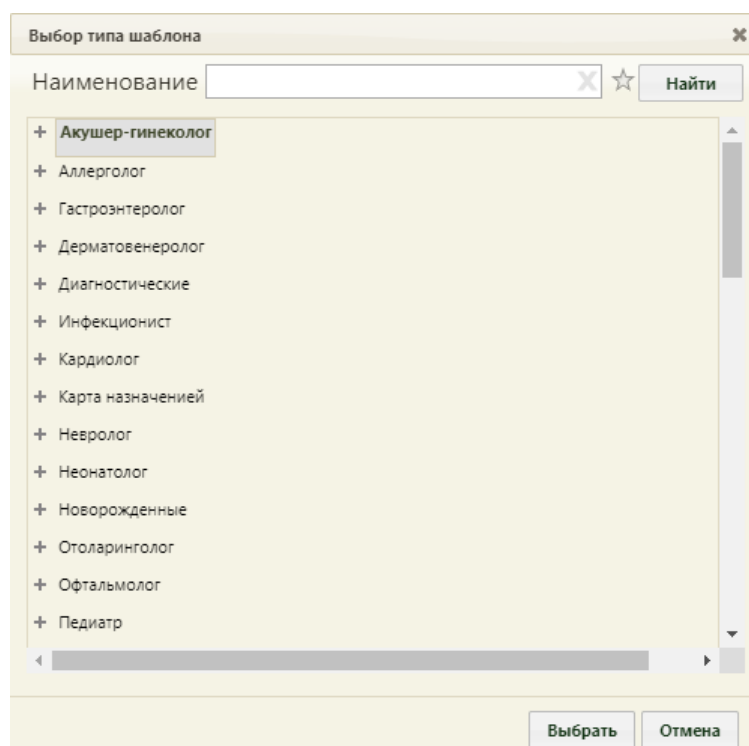 Выбор типа шаблона
Наименование X Найти
Акушер-гинеколог
Аллерголог
Гастроэнтеролог
Дерматовенеролог
Диагностические
Инфекционист
Кардиолог
Карта назначенией
Невролог
Неонатолог
Новорожденные
Отоларинголог
Офтальмолог
Педиатр
Выбрать Отмена